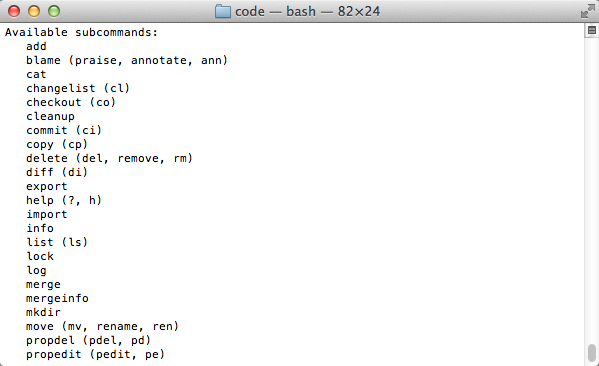 code — bash — 82×24
Available subcommands:
   add
   blame (praise, annotate, ann)
   cat
   changelist (cl)
   checkout (co)
   cleanup
   commit (ci)
   copy (cp)
   delete (del, remove, rm)
   diff (di)
   export
   help (?, h)
   import
   info
   list (ls)
   lock
   log
   merge
   mergeinfo
   mkdir
   move (mv, rename, ren)
   propdel (pdel, pd)
   propedit (pedit, pe)